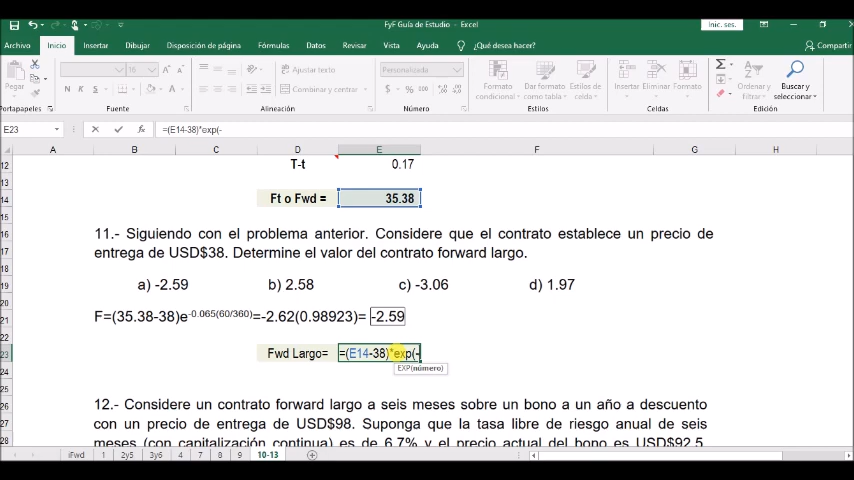 FyF Guía de Estudio - Excel
Inic. ses.
Archivo Inicio Insertar Dibujar Disposición de página Fórmulas Datos Revisar Vista Ayuda ¿Qué desea hacer? Compartir
Pegar
16
Ajustar texto
Personalizada
N K S
Combinar y centrar
$ % 000
Formato condicional
Dar formato como tabla
Estilos de celda
Insertar Eliminar Formato
Ordenar y filtrar
Buscar y seleccionar
Portapapeles Fuente Alineación Número Estilos Celdas Edición
E23 fx =(E14-38)*exp(-
A B C D E F G H
12 T-t 0.17
13
14 Ft o Fwd = 35.38
15
16 11.- Siguiendo con el problema anterior. Considere que el contrato establece un precio de
17 entrega de USD$38. Determine el valor del contrato forward largo.
18
19 a) -2.59 b) 2.58 c) -3.06 d) 1.97
20
21 F=(35.38-38)e-0.065(60/360)=-2.62(0.98923)= -2.59
22
23 Fwd Largo= =(E14-38)*exp(-
EXP(número)
24
25
26 12.- Considere un contrato forward largo a seis meses sobre un bono a un año a descuento
27 con un precio de entrega de USD$98. Suponga que la tasa libre de riesgo anual de seis
28 meses (con capitalización continua) es de 6.7% y el precio actual del bono es USD$92.5.
iFwd 1 2y5 3y6 4 7 8 9 10-13